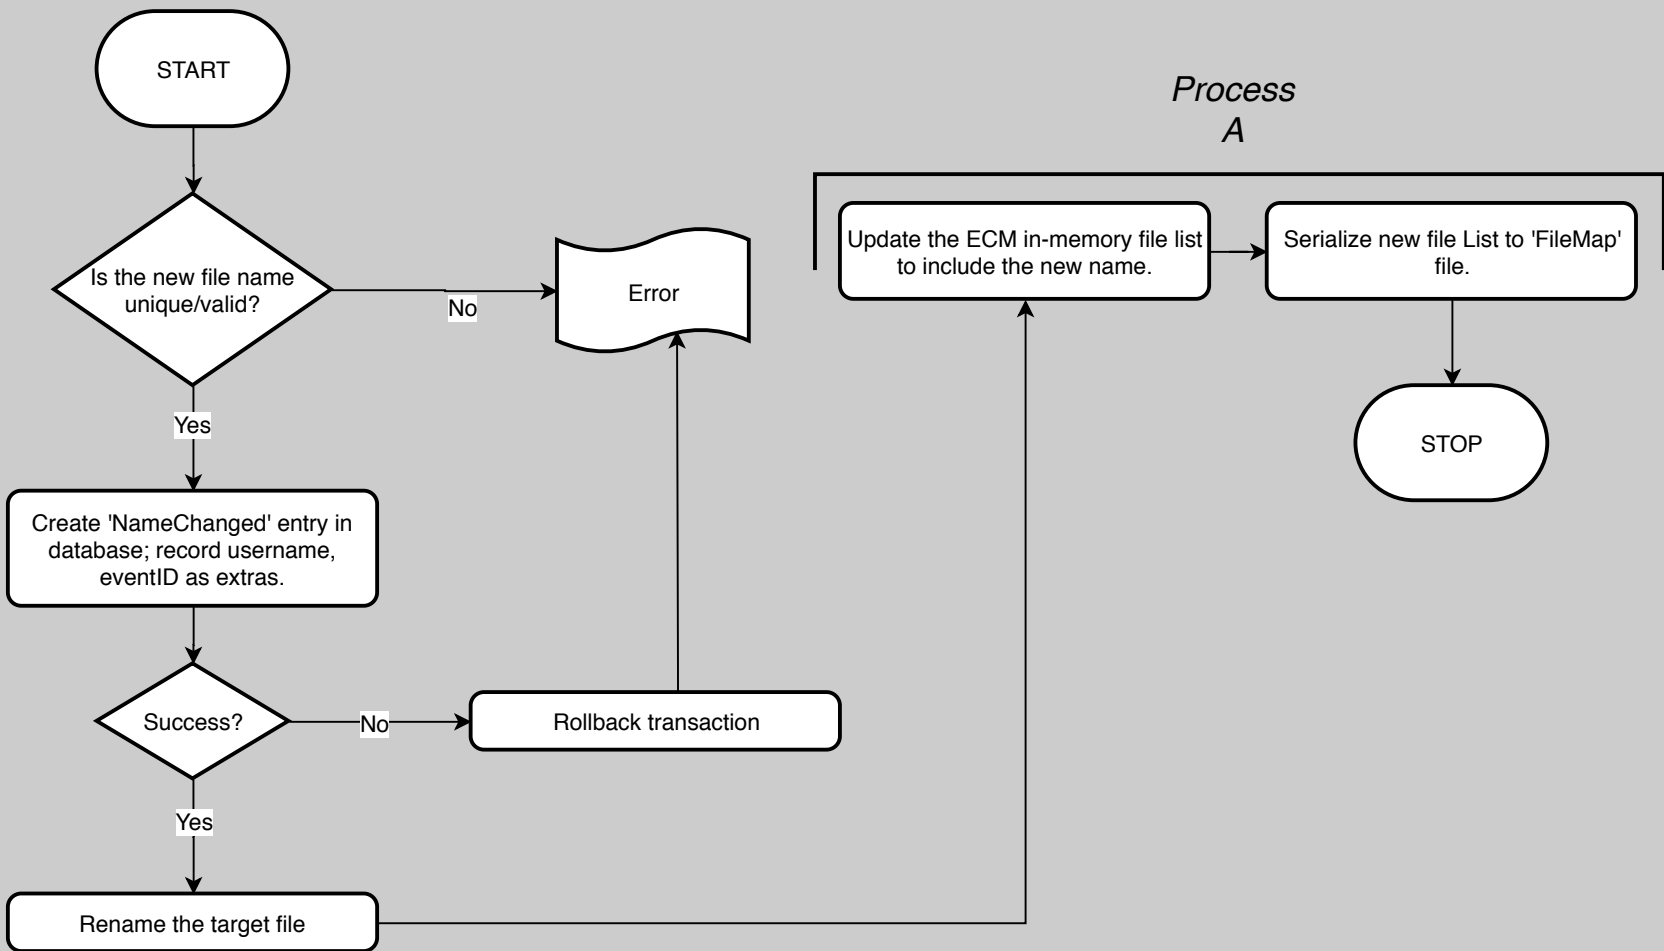 START
Process
A
Is the new file name
unique/valid?
No
Error
Update the ECM in-memory file list
to include the new name.
Serialize new file List to 'FileMap'
file.
Yes
STOP
Create 'NameChanged' entry in
database; record username,
eventID as extras.
Success?
No
Rollback transaction
Yes
Rename the target file